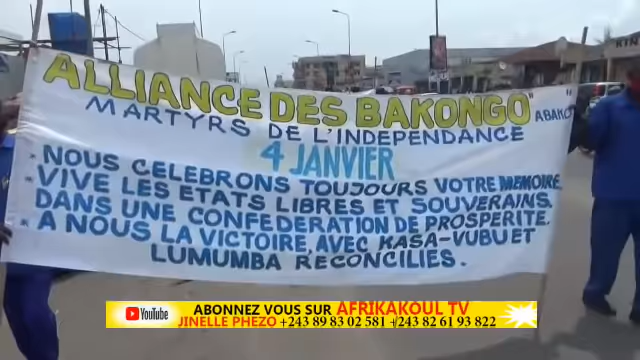 ALLIANCE DES BAKONGO" ABAKO"
MARTYRS DE L'INDEPENDANCE
4 JANVIER
* NOUS CELEBRONS TOUJOURS VOTRE MEMOIRE.
* VIVE LES ETATS LIBRES ET SOUVERAINS.
DANS UNE CONFEDERATION DE PROSPERITE.
* A NOUS LA VICTOIRE, AVEC KASA-VUBU ET
LUMUMBA RECONCILIES.
YouTube
ABONNEZ VOUS SUR AFRIKAKOUL TV
JINELLE PHEZO +243 89 83 02 581 +243 82 61 93 822